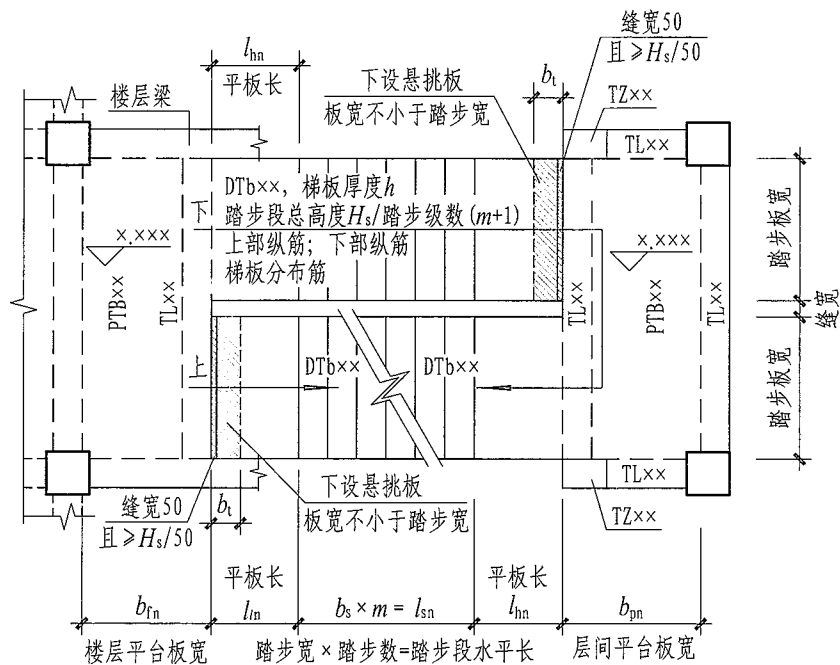 缝宽50
且≥Hs/50
lhn
平板长
下设悬挑板
板宽不小于踏步宽
bt
TZ××
楼层梁
TL××
DTb××，梯板厚度h
下
踏步段总高度Hs/踏步级数(m+1)
上部纵筋；下部纵筋
梯板分布筋
×.×××
×.×××
PTB××
TL××
TL××
PTB××
TL××
踏步板宽
缝宽
踏步板宽
上
DTb××
DTb××
缝宽50
且≥Hs/50
bt
下设悬挑板
板宽不小于踏步宽
TL××
TZ××
平板长
平板长
bfn
lln
bs×m=lsn
lhn
bpn
楼层平台板宽
踏步宽×踏步数=踏步段水平长
层间平台板宽